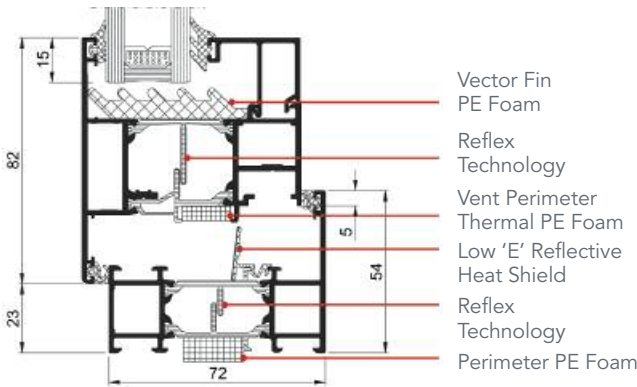 15
82
23
72
5
54
Vector Fin
PE Foam
Reflex
Technology
Vent Perimeter
Thermal PE Foam
Low ‘E’ Reflective
Heat Shield
Reflex
Technology
Perimeter PE Foam